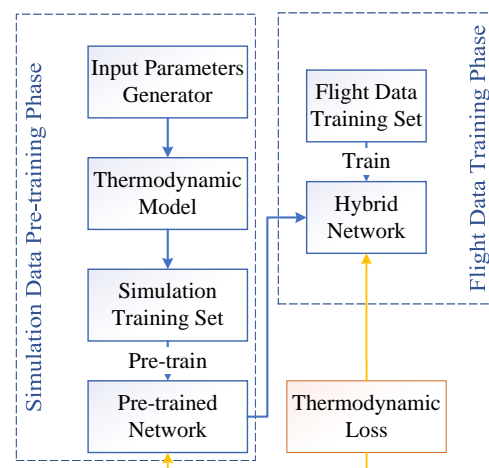 Simulation Data Pre-training Phase
Input Parameters
Generator
Thermodynamic
Model
Simulation
Training Set
Pre-train
Pre-trained
Network
Flight Data Training Phase
Flight Data
Training Set
Train
Hybrid
Network
Thermodynamic
Loss